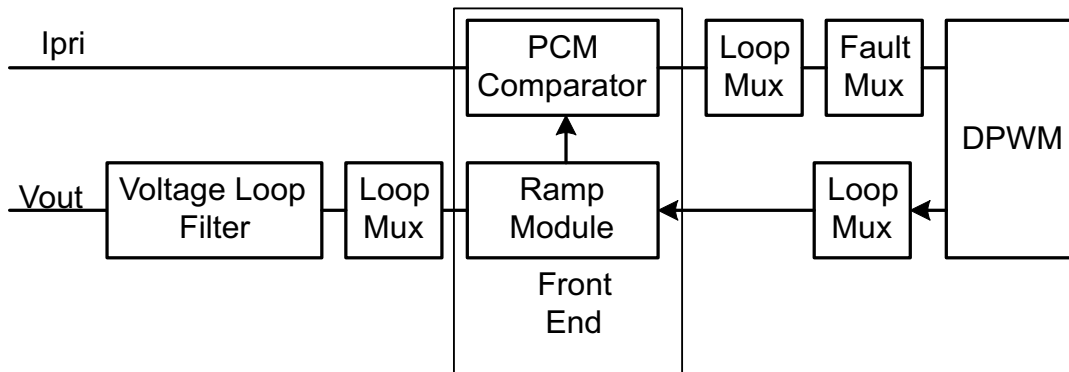 Ipri
PCM
Comparator
Loop
Mux
Fault
Mux
DPWM
Vout
Voltage Loop
Filter
Loop
Mux
Ramp
Module
Loop
Mux
Front
End